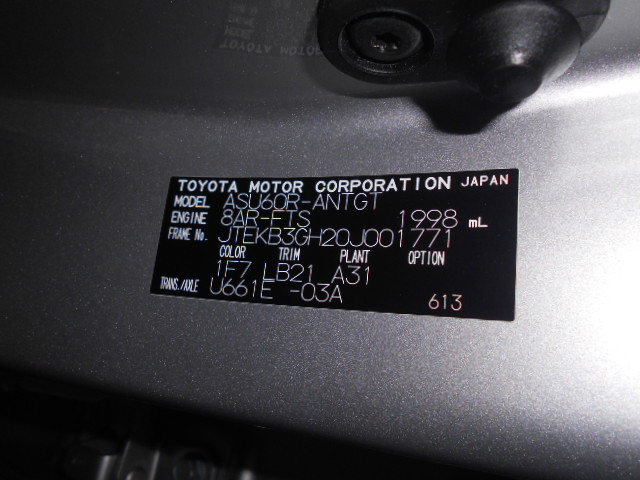 TOYOTA MOTOR CORPORATION JAPAN
MODEL ASU60R-ANTGT
ENGINE 8AR-FTS 1998 mL
FRAME No. JTEKB3GH20J001771
COLOR TRIM PLANT OPTION
1F7 LB21 A31
TRANS./AXLE U661E -03A
613